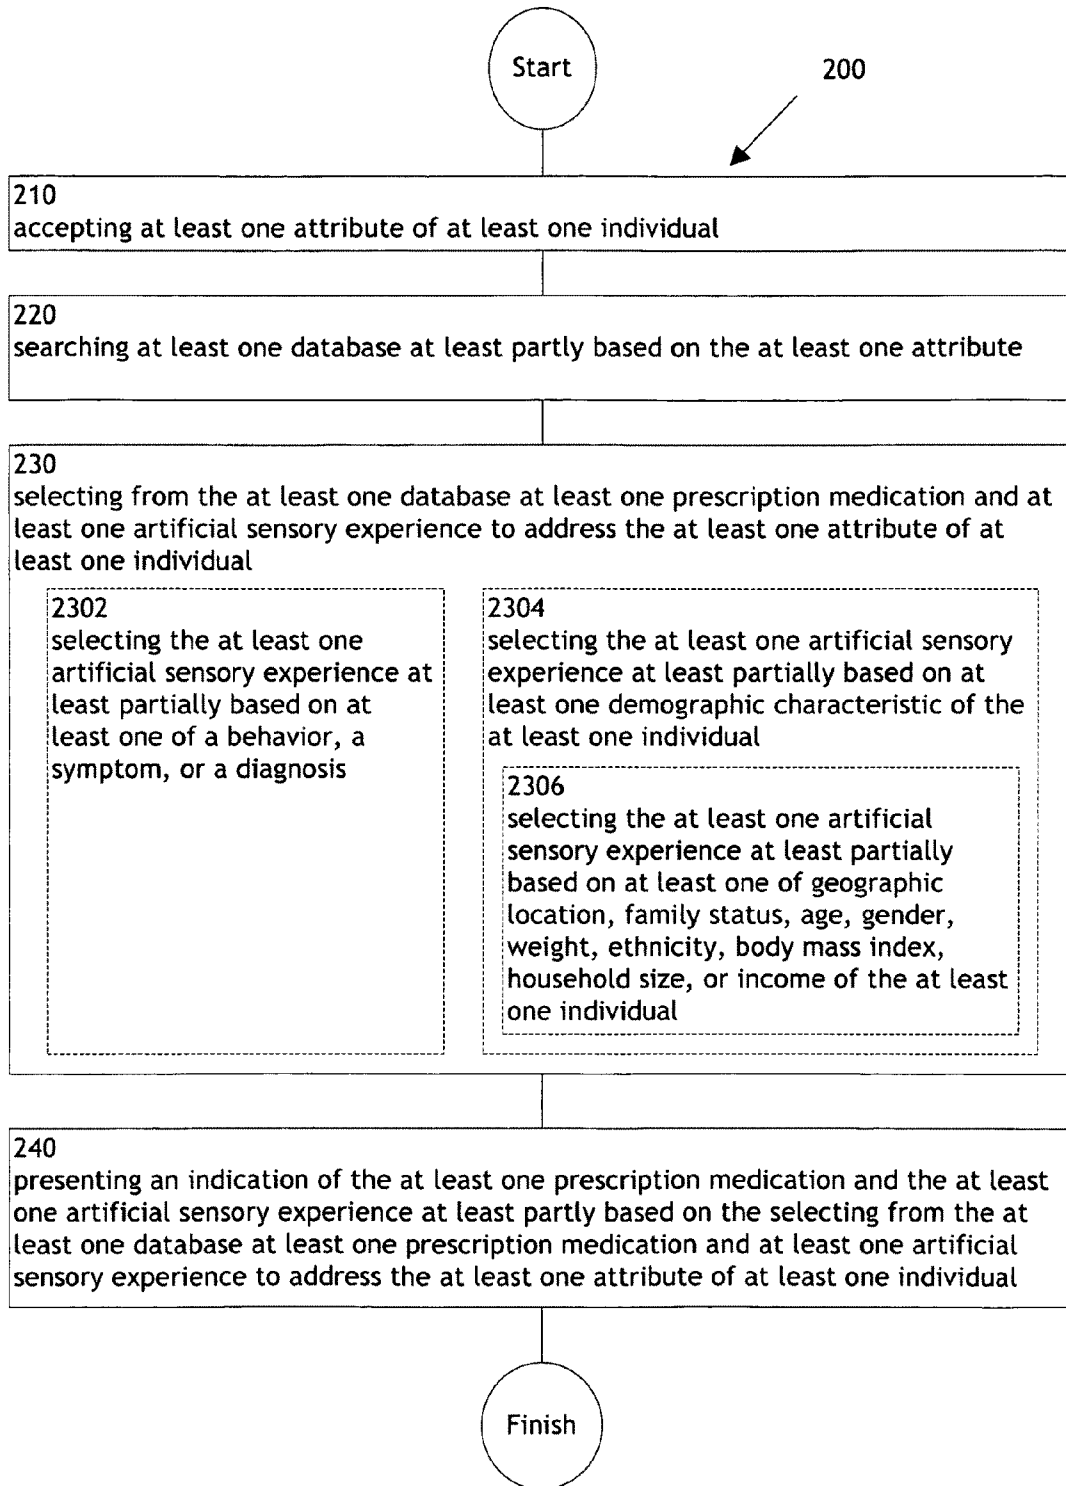 Start
200
210
accepting at least one attribute of at least one individual
220
searching at least one database at least partly based on the at least one attribute
230
selecting from the at least one database at least one prescription medication and at
least one artificial sensory experience to address the at least one attribute of at
least one individual
2302
selecting the at least one
artificial sensory experience at
least partially based on at
least one of a behavior, a
symptom, or a diagnosis
2304
selecting the at least one artificial sensory
experience at least partially based on at
least one demographic characteristic of the
at least one individual
2306
selecting the at least one artificial
sensory experience at least partially
based on at least one of geographic
location, family status, age, gender,
weight, ethnicity, body mass index,
household size, or income of the at least
one individual
240
presenting an indication of the at least one prescription medication and the at least
one artificial sensory experience at least partly based on the selecting from the at
least one database at least one prescription medication and at least one artificial
sensory experience to address the at least one attribute of at least one individual
Finish